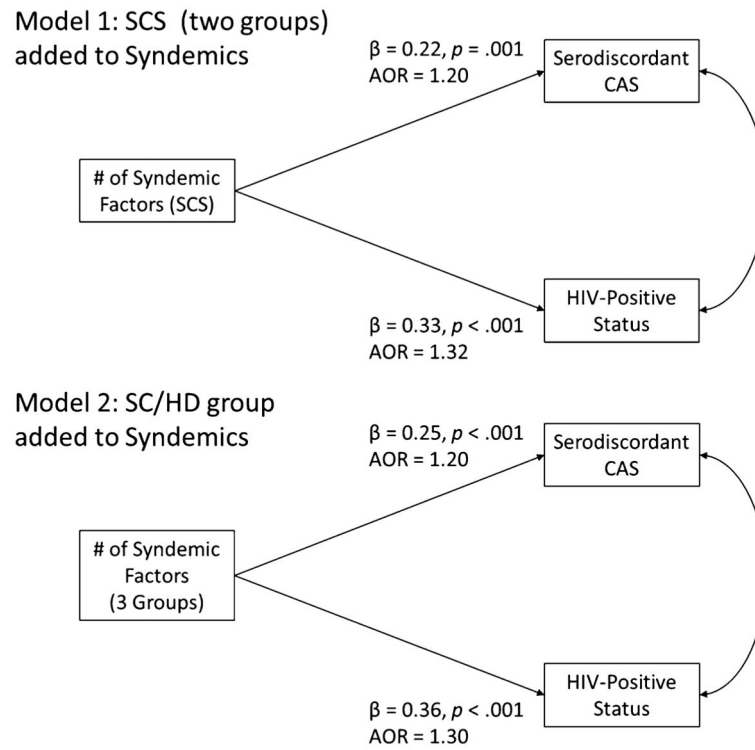 Model 1: SCS (two groups)
added to Syndemics
β = 0.22, p = .001
AOR = 1.20
Serodiscordant
CAS
# of Syndemic
Factors (SCS)
HIV-Positive
Status
β = 0.33, p < .001
AOR = 1.32
Model 2: SC/HD group
added to Syndemics
β = 0.25, p < .001
AOR = 1.20
Serodiscordant
CAS
# of Syndemic
Factors
(3 Groups)
HIV-Positive
Status
β = 0.36, p < .001
AOR = 1.30